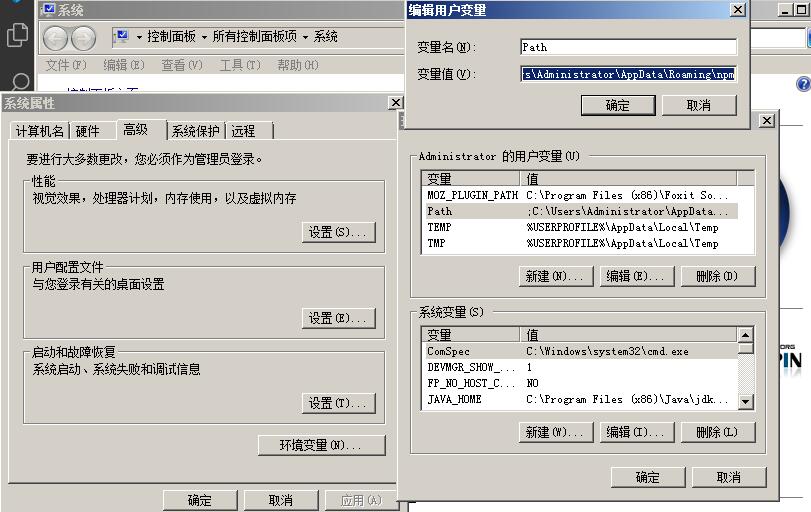 系统
控制面板 系统 所有控制面板项
文件(F) 编辑(E) 查看(V) 工具(T) 帮助(H)
系统属性
计算机名 硬件 高级 系统保护 远程
要进行大多数更改，您必须作为管理员登录。
性能
视觉效果，处理器计划，内存使用，以及虚拟内存
设置(S)...
用户配置文件
与您登录有关的桌面设置
设置(E)...
启动和故障恢复
系统启动、系统失败和调试信息
设置(T)...
环境变量(N)...
确定 取消 应用(A)
编辑用户变量
变量名(N): Path
变量值(V): s\Administrator\AppData\Roaming\npm
确定 取消
Administrator 的用户变量(U)
变量 值
MOZ_PLUGIN_PATH C:\Program Files (x86)\Foxit So...
Path ;C:\Users\Administrator\AppData...
TEMP %USERPROFILE%\AppData\Local\Temp
TMP %USERPROFILE%\AppData\Local\Temp
新建(N)... 编辑(E)... 删除(D)
系统变量(S)
变量 值
ComSpec C:\Windows\system32\cmd.exe
DEVMGR_SHOW_... 1
FP_NO_HOST_C... NO
JAVA_HOME C:\Program Files (x86)\Java\jdk...
新建(W)... 编辑(I)... 删除(L)
确定 取消